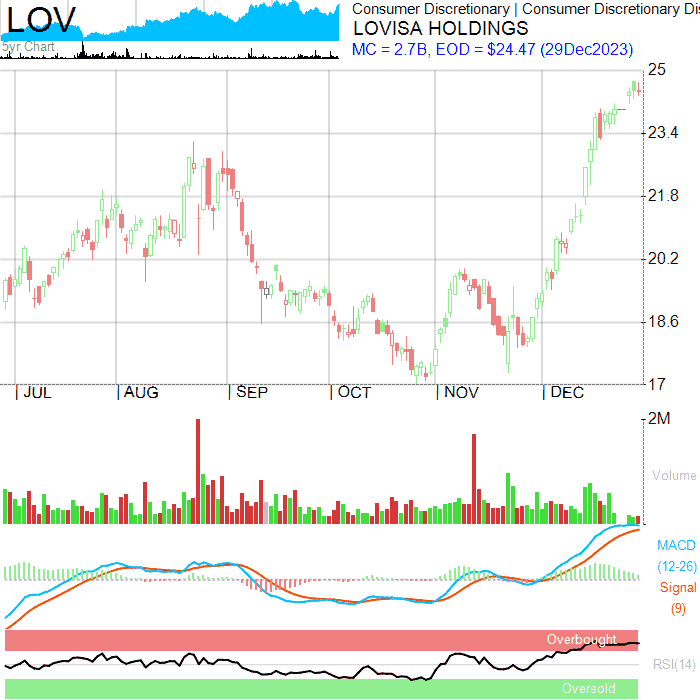 LOV
5yr Chart
Consumer Discretionary | Consumer Discretionary Dis
LOVISA HOLDINGS
MC = 2.7B, EOD = $24.47 (29Dec2023)
25
23.4
21.8
20.2
18.6
17
| JUL | AUG | SEP | OCT | NOV | DEC
2M
Volume
MACD
(12-26)
Signal
(9)
Overbought
RSI(14)
Oversold